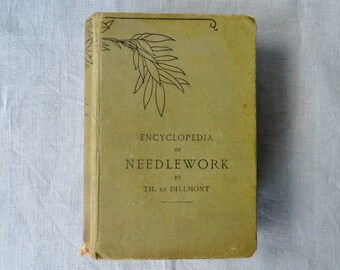 ENCYCLOPEDIA
OF
NEEDLEWORK
BY
TH. DE DILLMONT